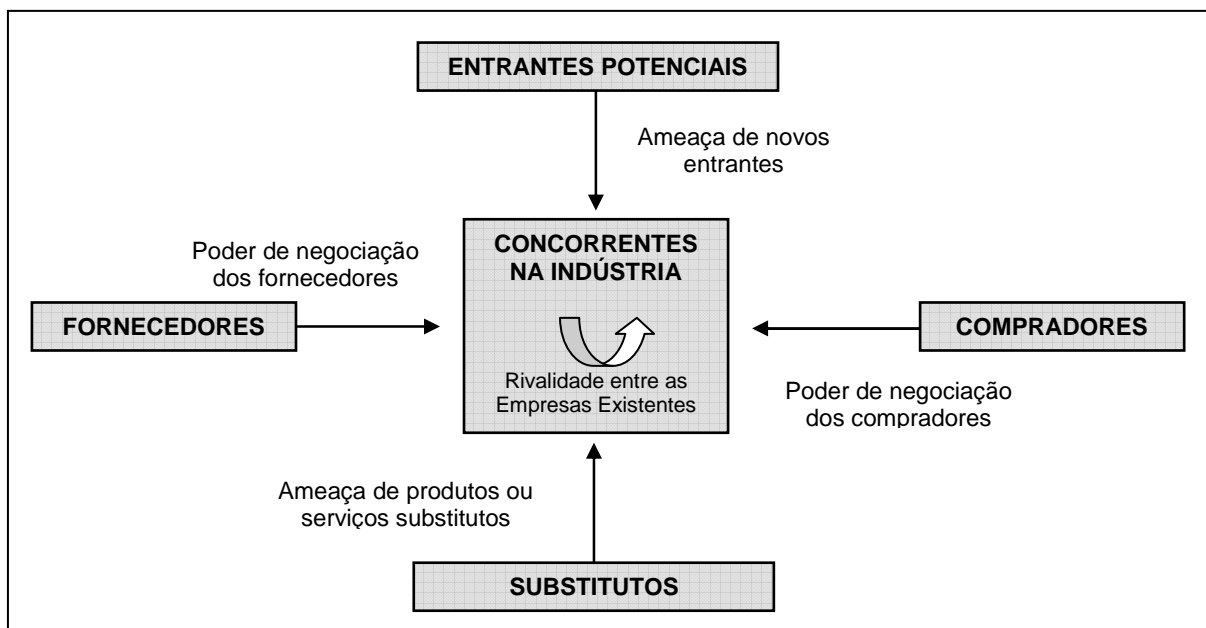 ENTRANTES POTENCIAIS
Ameaça de novos
entrantes
Poder de negociação
dos fornecedores
FORNECEDORES
CONCORRENTES
NA INDÚSTRIA
Rivalidade entre as
Empresas Existentes
COMPRADORES
Poder de negociação
dos compradores
Ameaça de produtos ou
serviços substitutos
SUBSTITUTOS